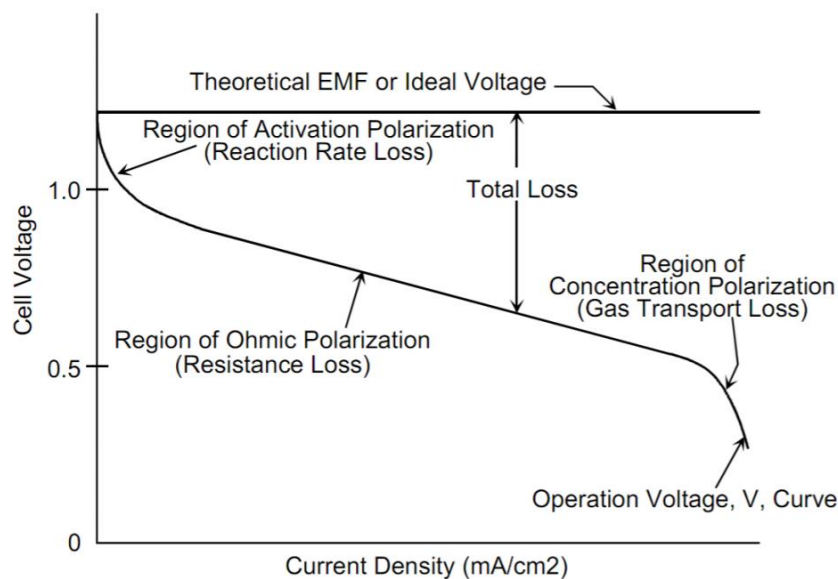 Theoretical EMF or Ideal Voltage
Region of Activation Polarization
(Reaction Rate Loss)
1.0
Total Loss
Region of
Concentration Polarization
(Gas Transport Loss)
Cell Voltage
Region of Ohmic Polarization
(Resistance Loss)
0.5
Operation Voltage, V, Curve
0
Current Density (mA/cm2)